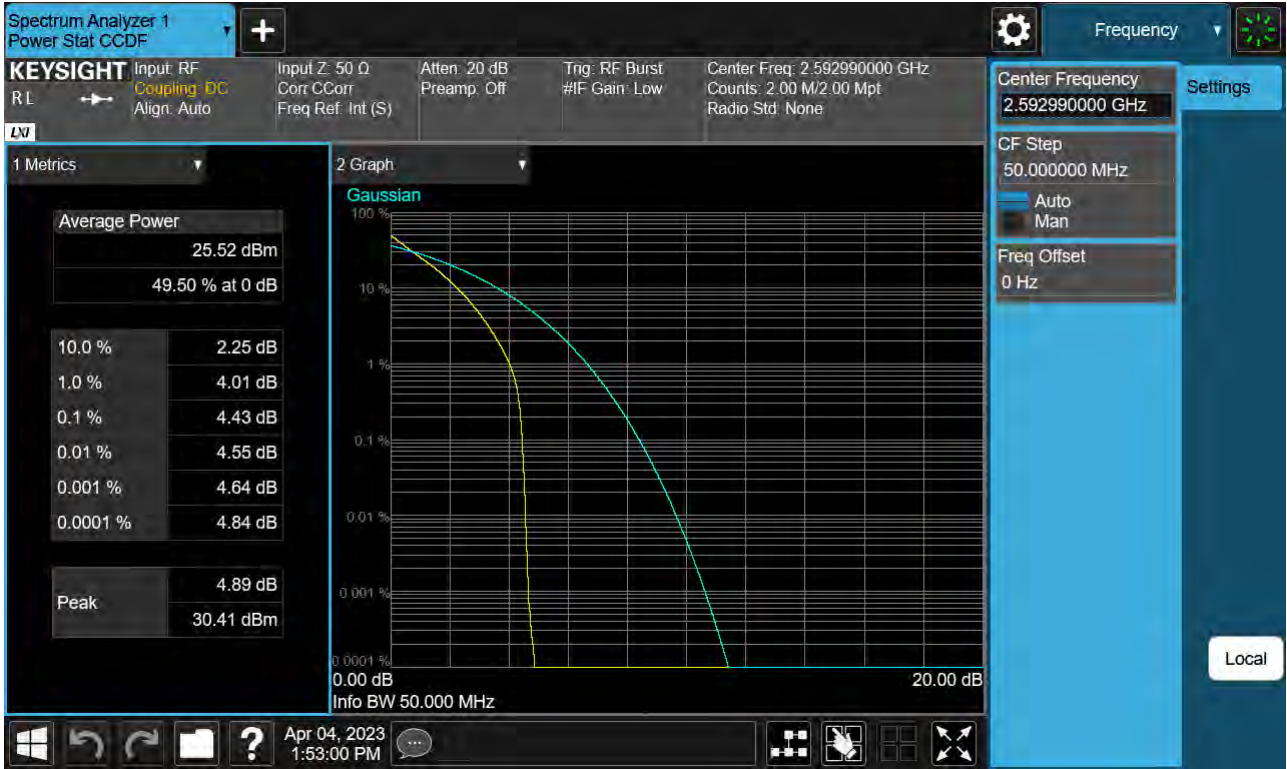 Spectrum Analyzer 1
Power Stat CCDF
Frequency
KEYSIGHT
R L
LXI
Input: RF
Coupling: DC
Align: Auto
Input Z: 50 Ω
Corr CCorr
Freq Ref: Int (S)
Atten: 20 dB
Preamp: Off
Trig: RF Burst
#IF Gain: Low
Center Freq: 2.592990000 GHz
Counts: 2.00 M/2.00 Mpt
Radio Std: None
Center Frequency
2.592990000 GHz
Settings
CF Step
50.000000 MHz
Auto
Man
Freq Offset
0 Hz
1 Metrics
Average Power
25.52 dBm
49.50 % at 0 dB
10.0 % 2.25 dB
1.0 % 4.01 dB
0.1 % 4.43 dB
0.01 % 4.55 dB
0.001 % 4.64 dB
0.0001 % 4.84 dB
Peak 4.89 dB
30.41 dBm
2 Graph
Gaussian
100 %
10 %
1 %
0.1 %
0.01 %
0.001 %
0.0001 %
0.00 dB 20.00 dB
Info BW 50.000 MHz
Local
Apr 04, 2023
1:53:00 PM